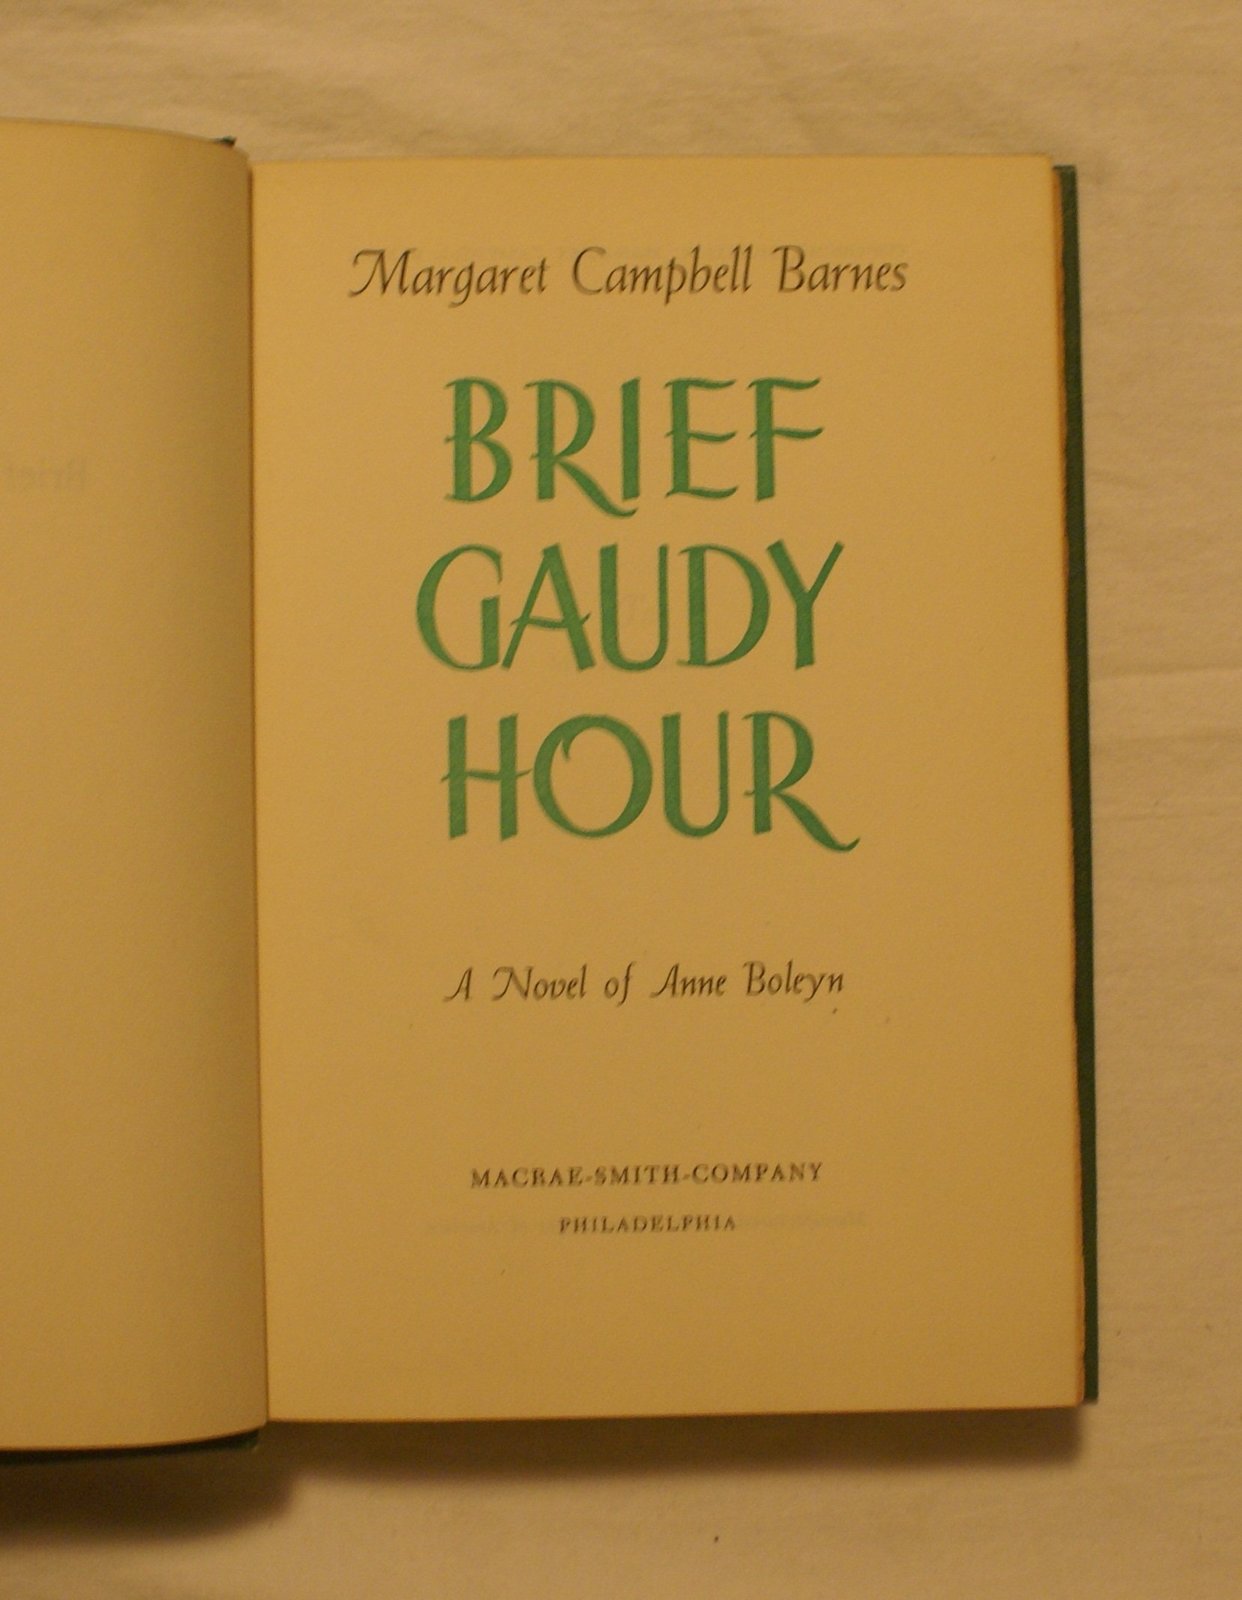 Margaret Campbell Barnes
BRIEF
GAUDY
HOUR
A Novel of Anne Boleyn
MACRAE-SMITH-COMPANY
PHILADELPHIA